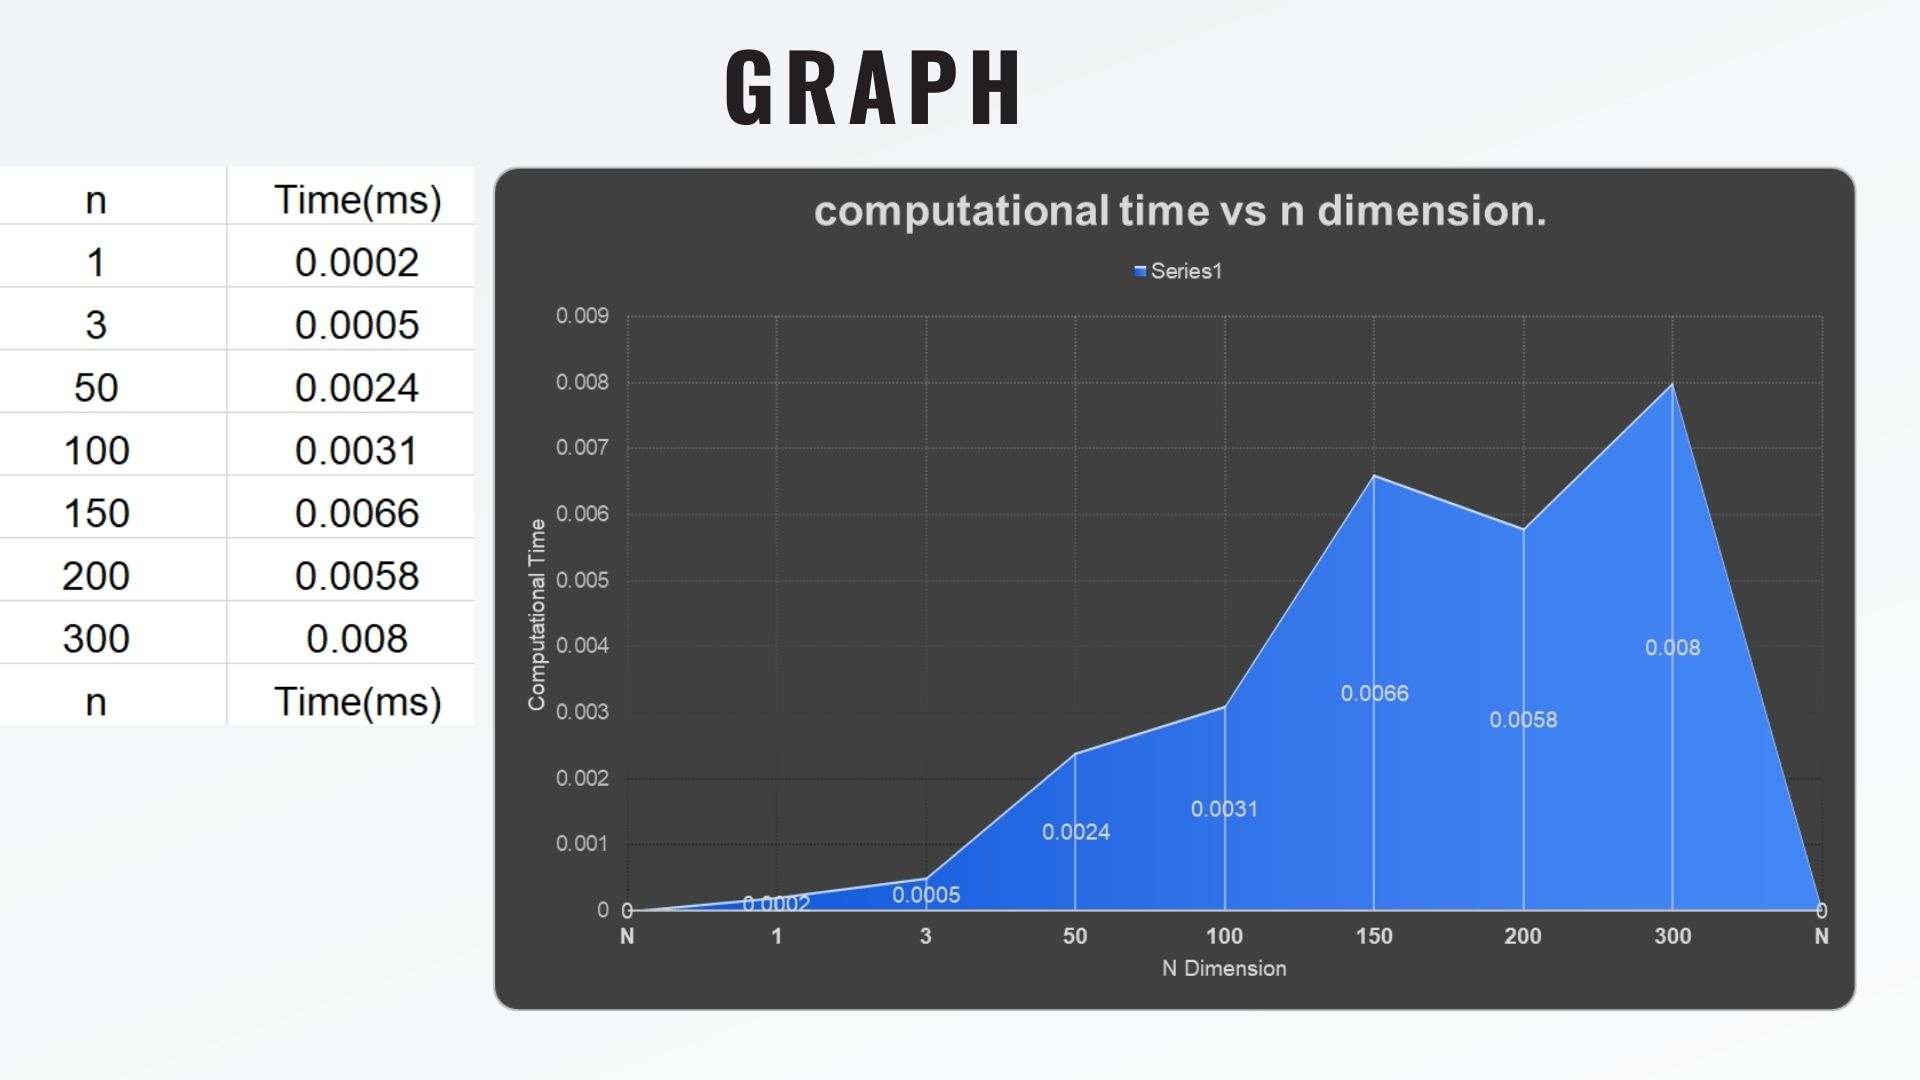 GRAPH
n Time(ms)
1 0.0002
3 0.0005
50 0.0024
100 0.0031
150 0.0066
200 0.0058
300 0.008
n Time(ms)
computational time vs n dimension.
Series1
0.009
0.008
0.007
0.006
0.005
0.004
0.003
0.002
0.001
0
Computational Time
0 0.0002 0.0005 0.0024 0.0031 0.0066 0.0058 0.008 0
N 1 3 50 100 150 200 300 N
N Dimension